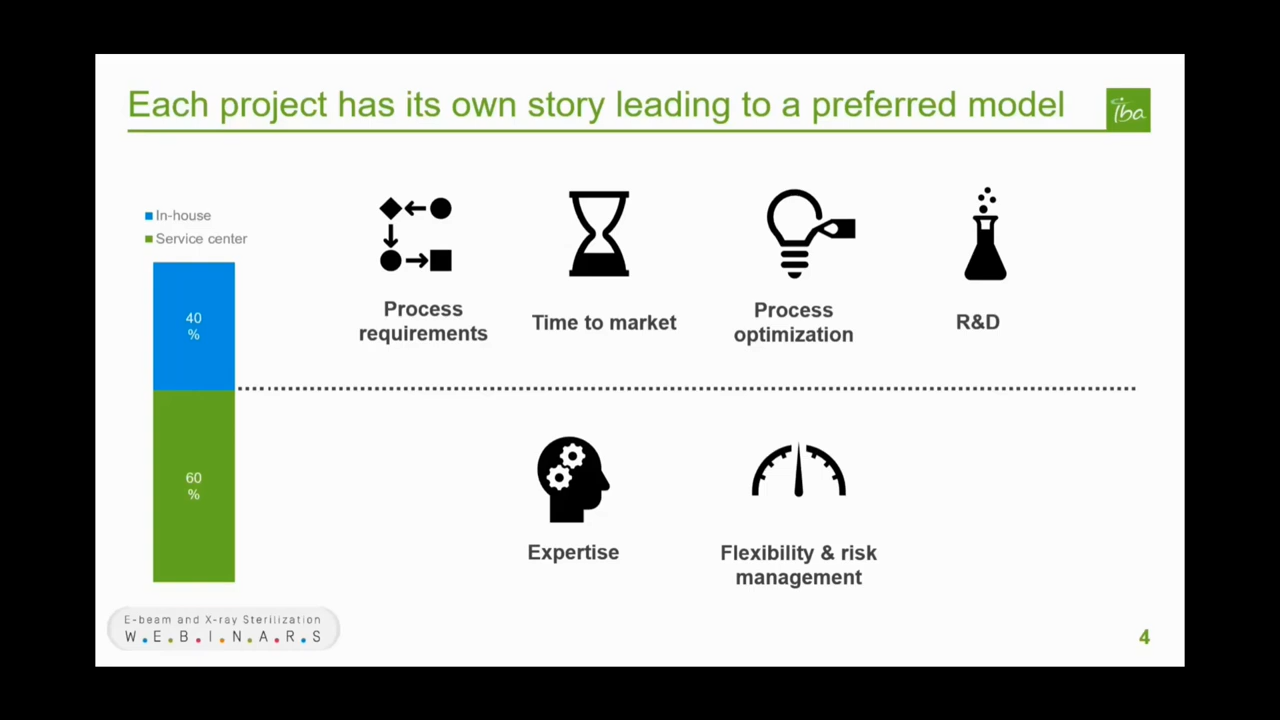 Each project has its own story leading to a preferred model
iba
In-house
Service center
40
%
60
%
Process
requirements
Time to market
Process
optimization
R&D
Expertise
Flexibility & risk
management
E-beam and X-ray Sterilization
W.E.B.I.N.A.R.S
4